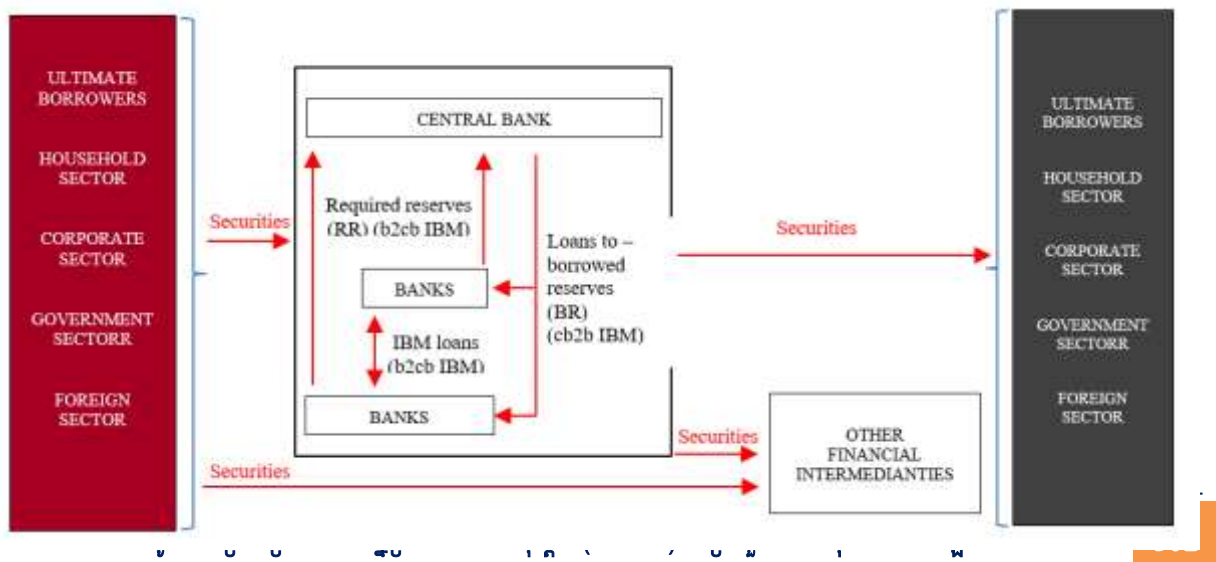 ULTIMATE
BORROWERS
HOUSEHOLD
SECTOR
CORPORATE
SECTOR
GOVERNMENT
SECTORR
FOREIGN
SECTOR
Securities
Securities
CENTRAL BANK
Required reserves
(RR) (b2cb IBM)
BANKS
IBM loans
(b2cb IBM)
BANKS
Loans to –
borrowed
reserves
(BR)
(cb2b IBM)
Securities
Securities
OTHER
FINANCIAL
INTERMEDIANTIES
ULTIMATE
BORROWERS
HOUSEHOLD
SECTOR
CORPORATE
SECTOR
GOVERNMENT
SECTORR
FOREIGN
SECTOR